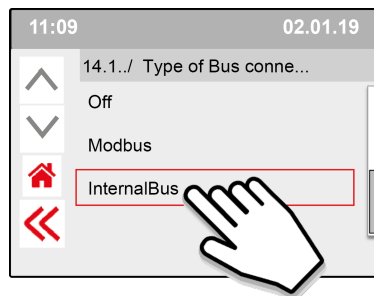 11:09 02.01.19
14.1../ Type of Bus conne...
Off
Modbus
InternalBus